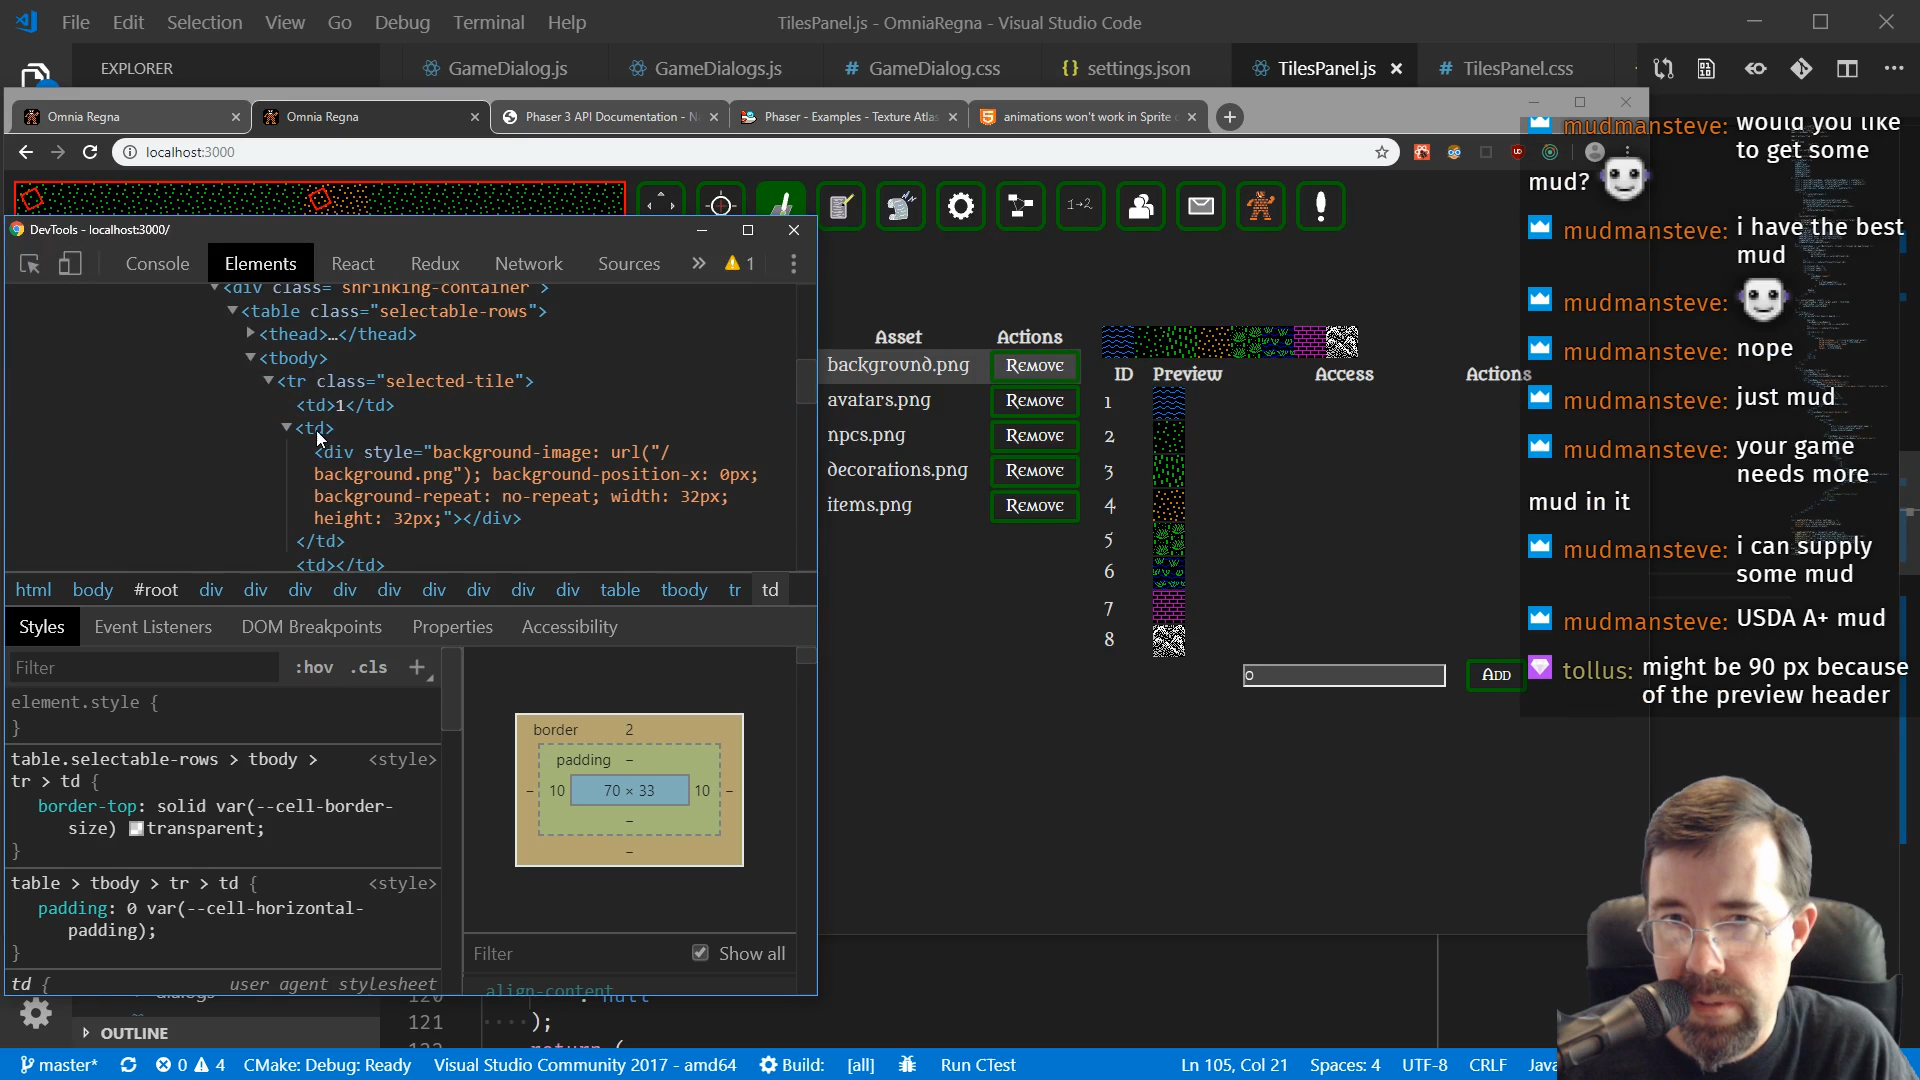 File Edit Selection View Go Debug Terminal Help
TilesPanel.js - OmniaRegna - Visual Studio Code
EXPLORER
GameDialog.js
GameDialogs.js
# GameDialog.css
{} settings.json
TilesPanel.js
# TilesPanel.css
Omnia Regna
Omnia Regna
Phaser 3 API Documentation - N
Phaser - Examples - Texture Atlas
animations won't work in Sprite
localhost:3000
1→2
DevTools - localhost:3000/
Console Elements React Redux Network Sources » 1
<div class="shrinking-container">
<table class="selectable-rows">
<thead>…</thead>
<tbody>
<tr class="selected-tile">
<td>1</td>
<td>
<div style="background-image: url("/
background.png"); background-position-x: 0px;
background-repeat: no-repeat; width: 32px;
height: 32px;"></div>
</td>
<td></td>
html body #root div div div div div div div div div table tbody tr td
Styles Event Listeners DOM Breakpoints Properties Accessibility
Filter :hov .cls +
element.style {
}
table.selectable-rows > tbody > <style>
tr > td {
border-top: solid var(--cell-border-
size) transparent;
}
table > tbody > tr > td { <style>
padding: 0 var(--cell-horizontal-
padding);
}
td { user agent stylesheet
border 2
padding –
– 10 70 × 33 10 –
–
–
Filter Show all
align-content
Asset Actions
background.png Remove
avatars.png Remove
npcs.png Remove
decorations.png Remove
items.png Remove
ID Preview Access Actions
1
2
3
4
5
6
7
8
0 Add
mudmansteve: would you like
to get some
mud?
mudmansteve: i have the best
mud
mudmansteve:
mudmansteve: nope
mudmansteve: just mud
mudmansteve: your game
needs more
mud in it
mudmansteve: i can supply
some mud
mudmansteve: USDA A+ mud
tollus: might be 90 px because
of the preview header
null
121 );
return (
OUTLINE
master* 0 4 CMake: Debug: Ready Visual Studio Community 2017 - amd64 Build: [all] Run CTest Ln 105, Col 21 Spaces: 4 UTF-8 CRLF